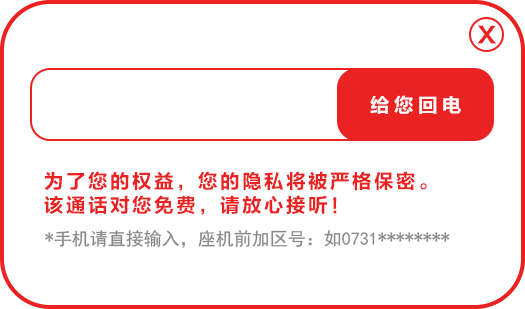 X
给您回电
为了您的权益，您的隐私将被严格保密。
该通话对您免费，请放心接听！
*手机请直接输入，座机前加区号：如0731********